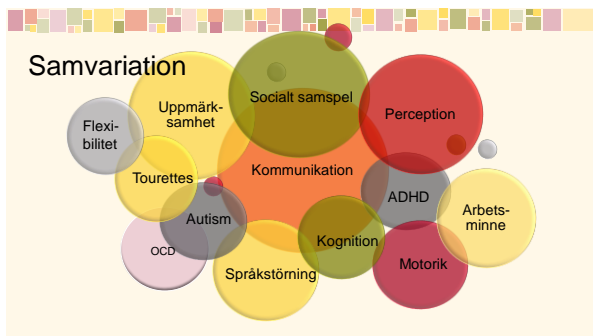 Samvariation
Socialt samspel
Uppmärk-
samhet
Perception
Flexi-
bilitet
Kommunikation
Tourettes
ADHD
Arbets-
minne
Autism
Kognition
OCD
Motorik
Språkstörning